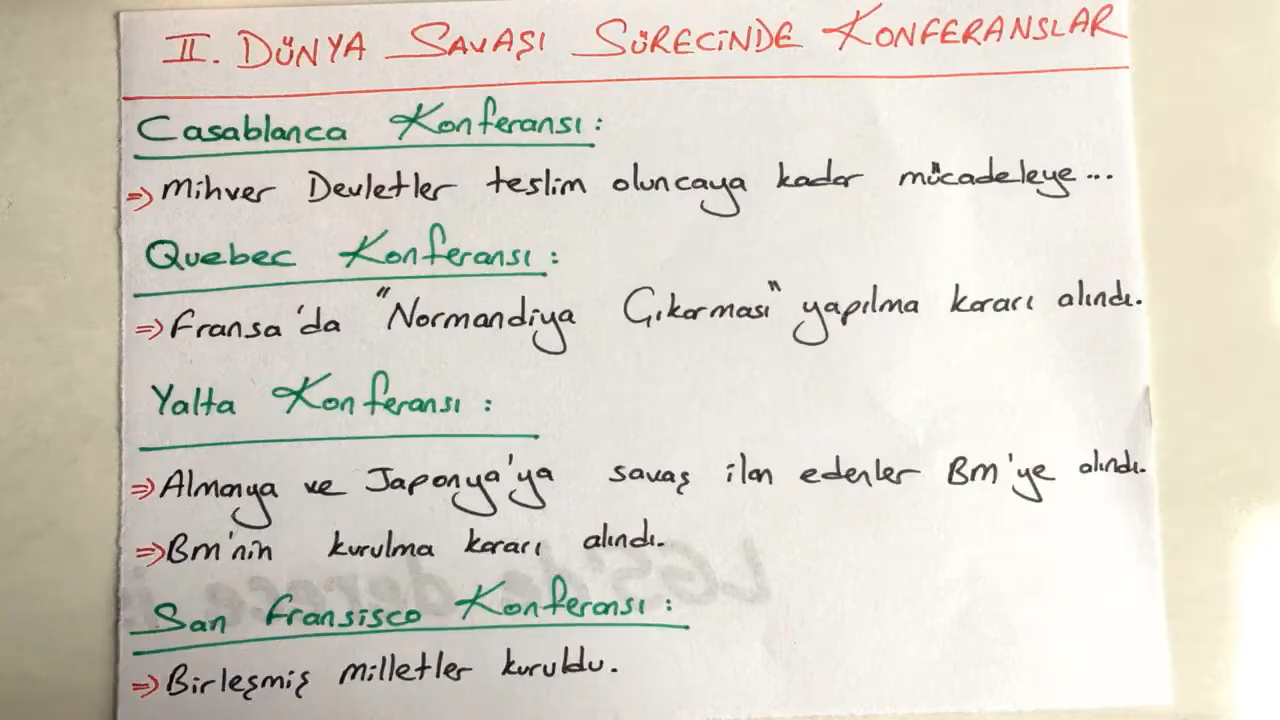 II. DÜNYA SAVAŞI SÜRECİNDE KONFERANSLAR
Casablanca Konferansı:
⇒ Mihver Devletler teslim oluncaya kadar mücadeleye...
Quebec Konferansı:
⇒ Fransa'da "Normandiya Çıkarması" yapılma kararı alındı.
Yalta Konferansı:
⇒ Almanya ve Japonya'ya savaş ilan edenler BM'ye alındı.
⇒ BM'nin kurulma kararı alındı.
San Fransisco Konferansı:
⇒ Birleşmiş milletler kuruldu.